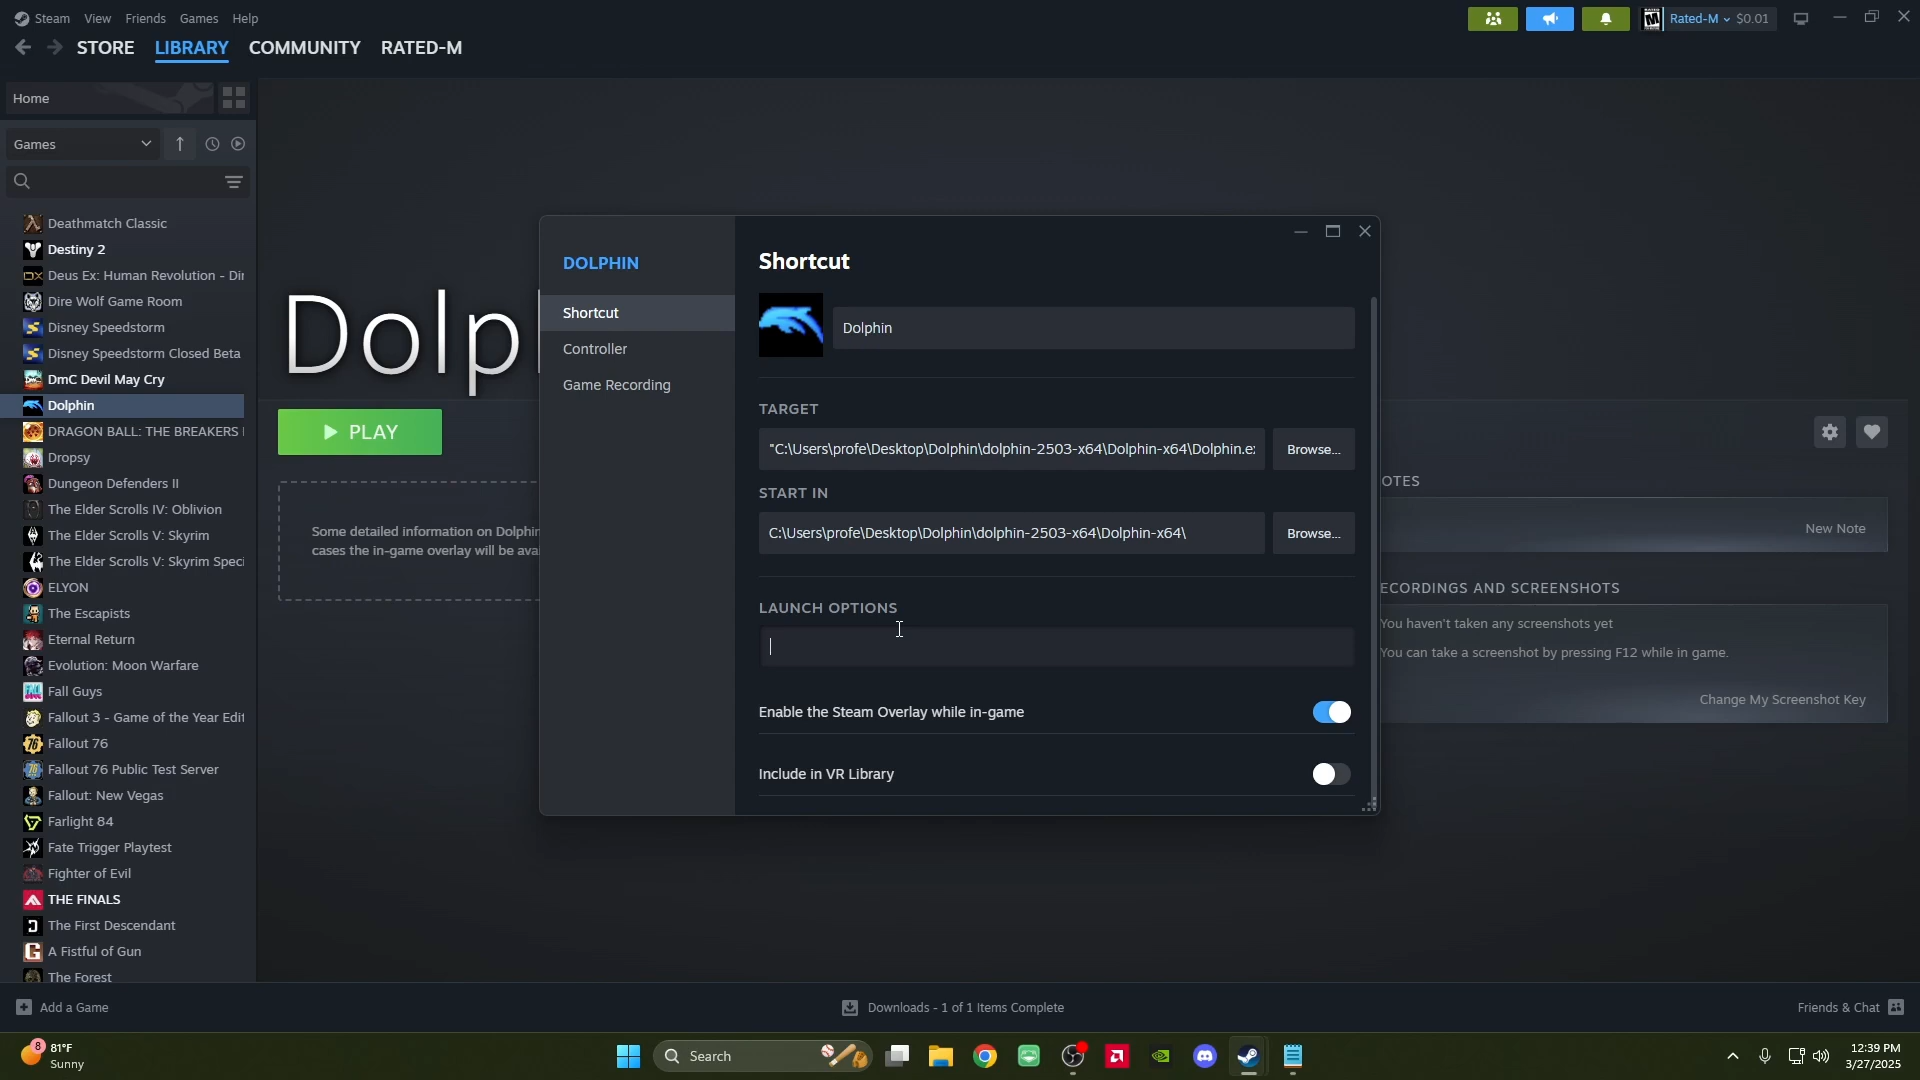 Steam View Friends Games Help
Rated-M $0.01
STORE LIBRARY COMMUNITY RATED-M
Home
Games
Deathmatch Classic
Destiny 2
Deus Ex: Human Revolution - Dir
Dire Wolf Game Room
Disney Speedstorm
Disney Speedstorm Closed Beta
DmC Devil May Cry
Dolphin
DRAGON BALL: THE BREAKERS
Dropsy
Dungeon Defenders II
The Elder Scrolls IV: Oblivion
The Elder Scrolls V: Skyrim
The Elder Scrolls V: Skyrim Speci
ELYON
The Escapists
Eternal Return
Evolution: Moon Warfare
Fall Guys
Fallout 3 - Game of the Year Edit
Fallout 76
Fallout 76 Public Test Server
Fallout: New Vegas
Farlight 84
Fate Trigger Playtest
Fighter of Evil
THE FINALS
The First Descendant
A Fistful of Gun
The Forest
Dolp
PLAY
Some detailed information on Dolphin
cases the in-game overlay will be ava
DOLPHIN
Shortcut
Controller
Game Recording
Shortcut
Dolphin
TARGET
"C:\Users\profe\Desktop\Dolphin\dolphin-2503-x64\Dolphin-x64\Dolphin.e
Browse...
START IN
C:\Users\profe\Desktop\Dolphin\dolphin-2503-x64\Dolphin-x64\
Browse...
LAUNCH OPTIONS
Enable the Steam Overlay while in-game
Include in VR Library
OTES
New Note
ECORDINGS AND SCREENSHOTS
You haven't taken any screenshots yet
You can take a screenshot by pressing F12 while in game.
Change My Screenshot Key
Add a Game
Downloads - 1 of 1 Items Complete
Friends & Chat
8
81°F
Sunny
Search
12:39 PM
3/27/2025